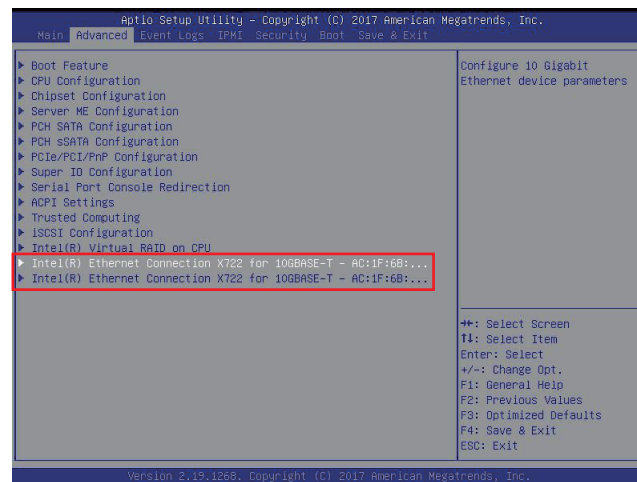 Aptio Setup Utility - Copyright (C) 2017 American Megatrends, Inc.
Main Advanced Event Logs IPMI Security Boot Save & Exit
Boot Feature
CPU Configuration
Chipset Configuration
Server ME Configuration
PCH SATA Configuration
PCH sSATA Configuration
PCIe/PCI/PnP Configuration
Super IO Configuration
Serial Port Console Redirection
ACPI Settings
Trusted Computing
iSCSI Configuration
Intel(R) Virtual RAID on CPU
Intel(R) Ethernet Connection X722 for 10GBASE-T - AC:1F:6B:...
Intel(R) Ethernet Connection X722 for 10GBASE-T - AC:1F:6B:...
Configure 10 Gigabit
Ethernet device parameters
→←: Select Screen
↑↓: Select Item
Enter: Select
+/-: Change Opt.
F1: General Help
F2: Previous Values
F3: Optimized Defaults
F4: Save & Exit
ESC: Exit
Version 2.19.1268. Copyright (C) 2017 American Megatrends, Inc.